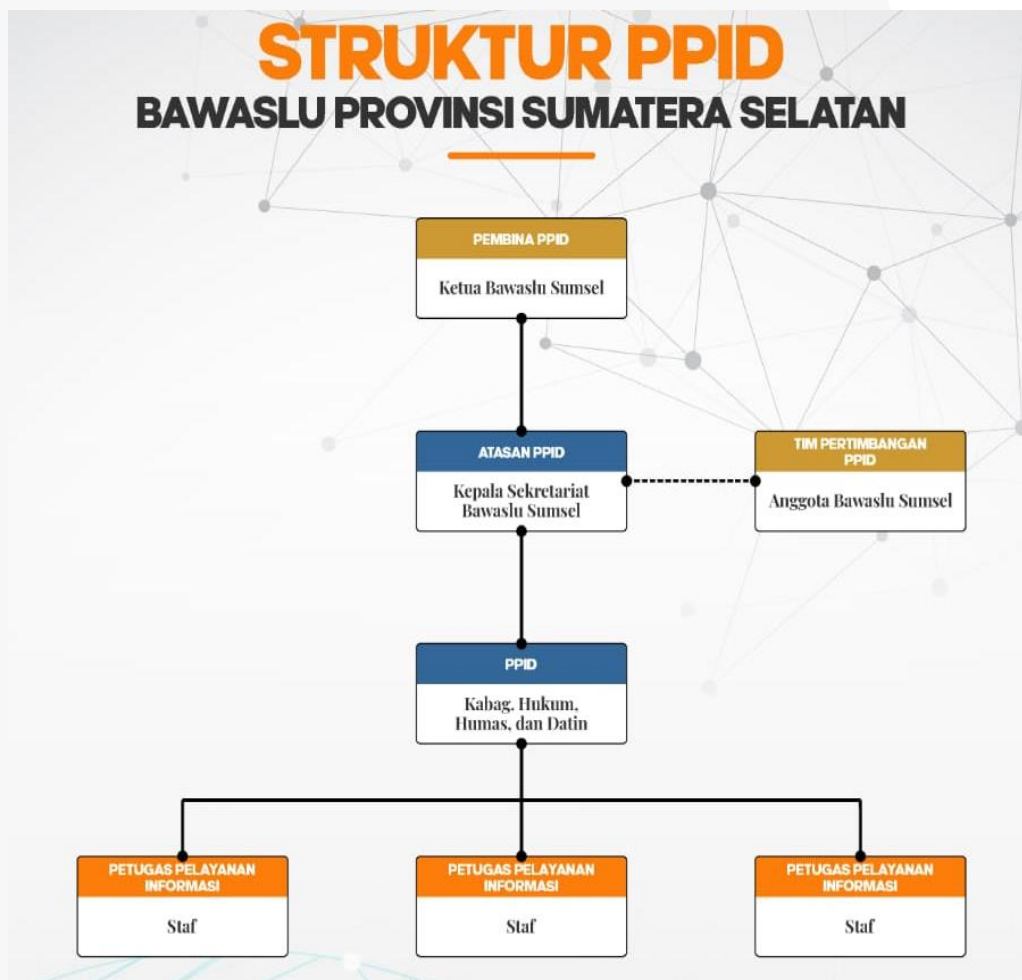 STRUKTUR PPID
BAWASLU PROVINSI SUMATERA SELATAN
PEMBINA PPID
Ketua Bawaslu Sumsel
ATASAN PPID
Kepala Sekretariat
Bawaslu Sumsel
TIM PERTIMBANGAN
PPID
Anggota Bawaslu Sumsel
PPID
Kabag. Hukum,
Humas, dan Datin
PETUGAS PELAYANAN
INFORMASI
Staf
PETUGAS PELAYANAN
INFORMASI
Staf
PETUGAS PELAYANAN
INFORMASI
Staf